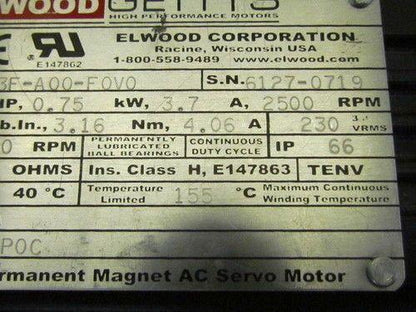 WOOD GETTYS
HIGH PERFORMANCE MOTORS
E147862
ELWOOD CORPORATION
Racine, Wisconsin USA
1-800-558-9489 www.elwood.com
3F-A00-F0V0 S.N. 6127-0719
HP, 0.75 kW, 3.7 A, 2500 RPM
b.In., 3.16 Nm, 4.06 A 230 VRMS
0 RPM PERMANENTLY LUBRICATED BALL BEARINGS CONTINUOUS DUTY CYCLE IP 66
OHMS Ins. Class H, E147863 TENV
40 °C Temperature Limited 155 °C Maximum Continuous Winding Temperature
P0C
rmanent Magnet AC Servo Motor